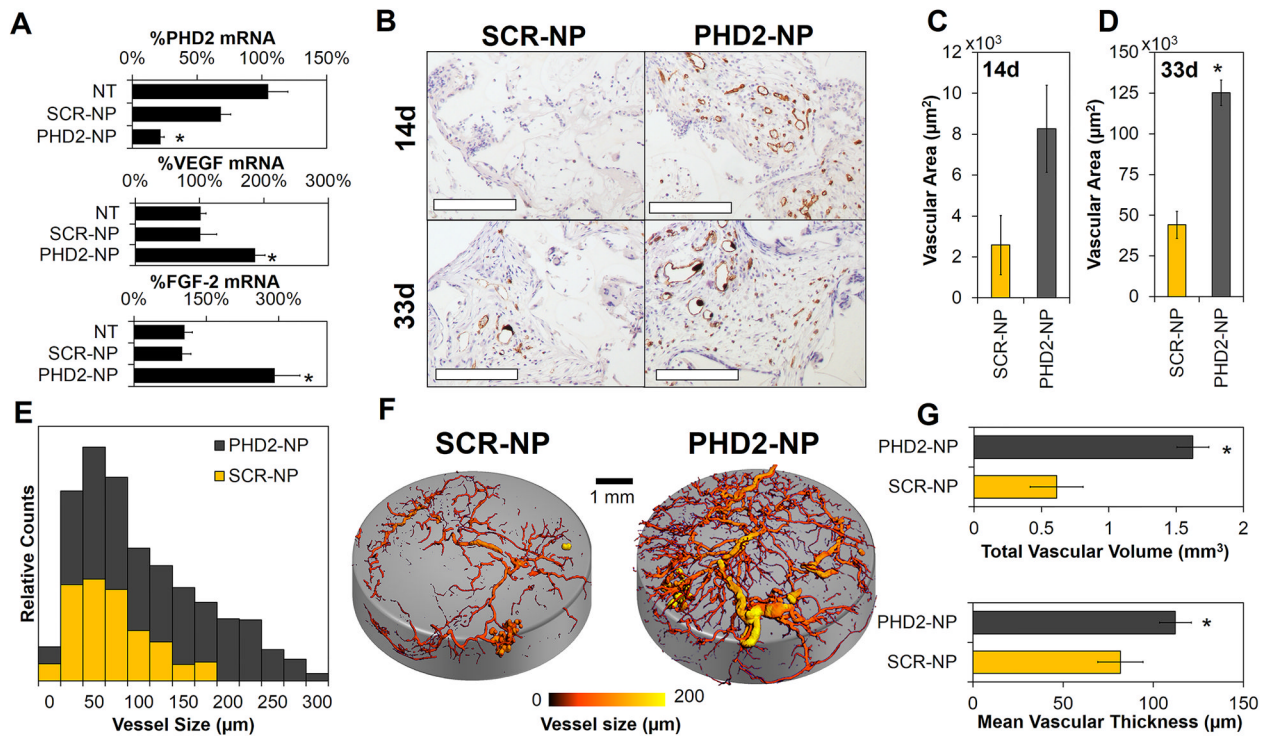 A
%PHD2 mRNA
0% 50% 100% 150%
NT
SCR-NP
PHD2-NP *
%VEGF mRNA
0% 100% 200% 300%
NT
SCR-NP
PHD2-NP *
%FGF-2 mRNA
0% 150% 300%
NT
SCR-NP
PHD2-NP *
B
SCR-NP PHD2-NP
14d
33d
C
x10³
14d
12
10
8
6
4
2
0
Vascular Area (µm²)
SCR-NP
PHD2-NP
D
x10³
33d *
150
125
100
75
50
25
0
Vascular Area (µm²)
SCR-NP
PHD2-NP
E
PHD2-NP
SCR-NP
Relative Counts
0 50 100 150 200 250 300
Vessel Size (µm)
F
SCR-NP PHD2-NP
1 mm
0 200
Vessel size (µm)
G
PHD2-NP *
SCR-NP
0 0.5 1 1.5 2
Total Vascular Volume (mm³)
PHD2-NP *
SCR-NP
0 50 100 150
Mean Vascular Thickness (µm)